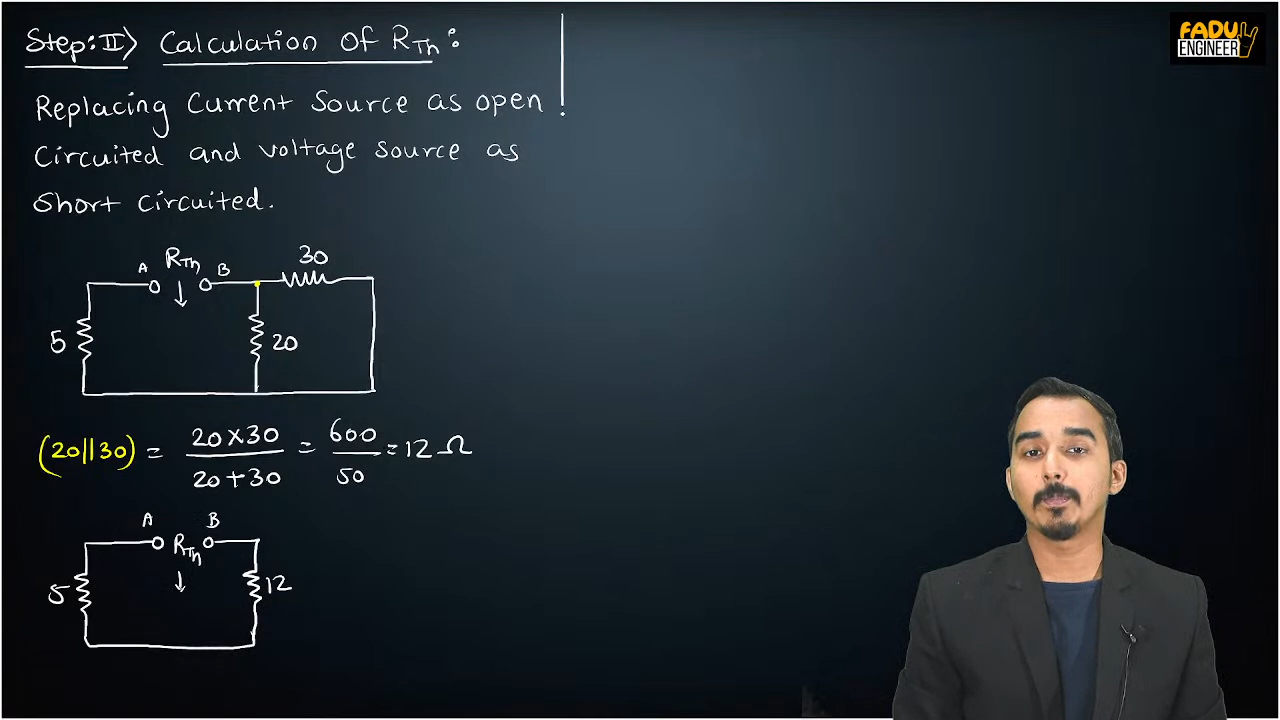 Step:II> Calculation of RTh:
Replacing Current Source as open
Circuited and voltage source as
Short circuited.
A RTh B 30
5 20
(20||30) = 20×30 / 20+30 = 600 / 50 = 12 Ω
A RTh B
5 12
FADU
ENGINEER